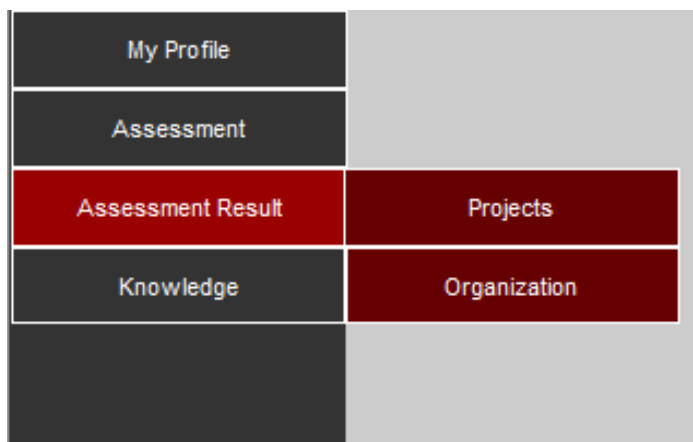 My Profile
Assessment
Assessment Result
Projects
Knowledge
Organization